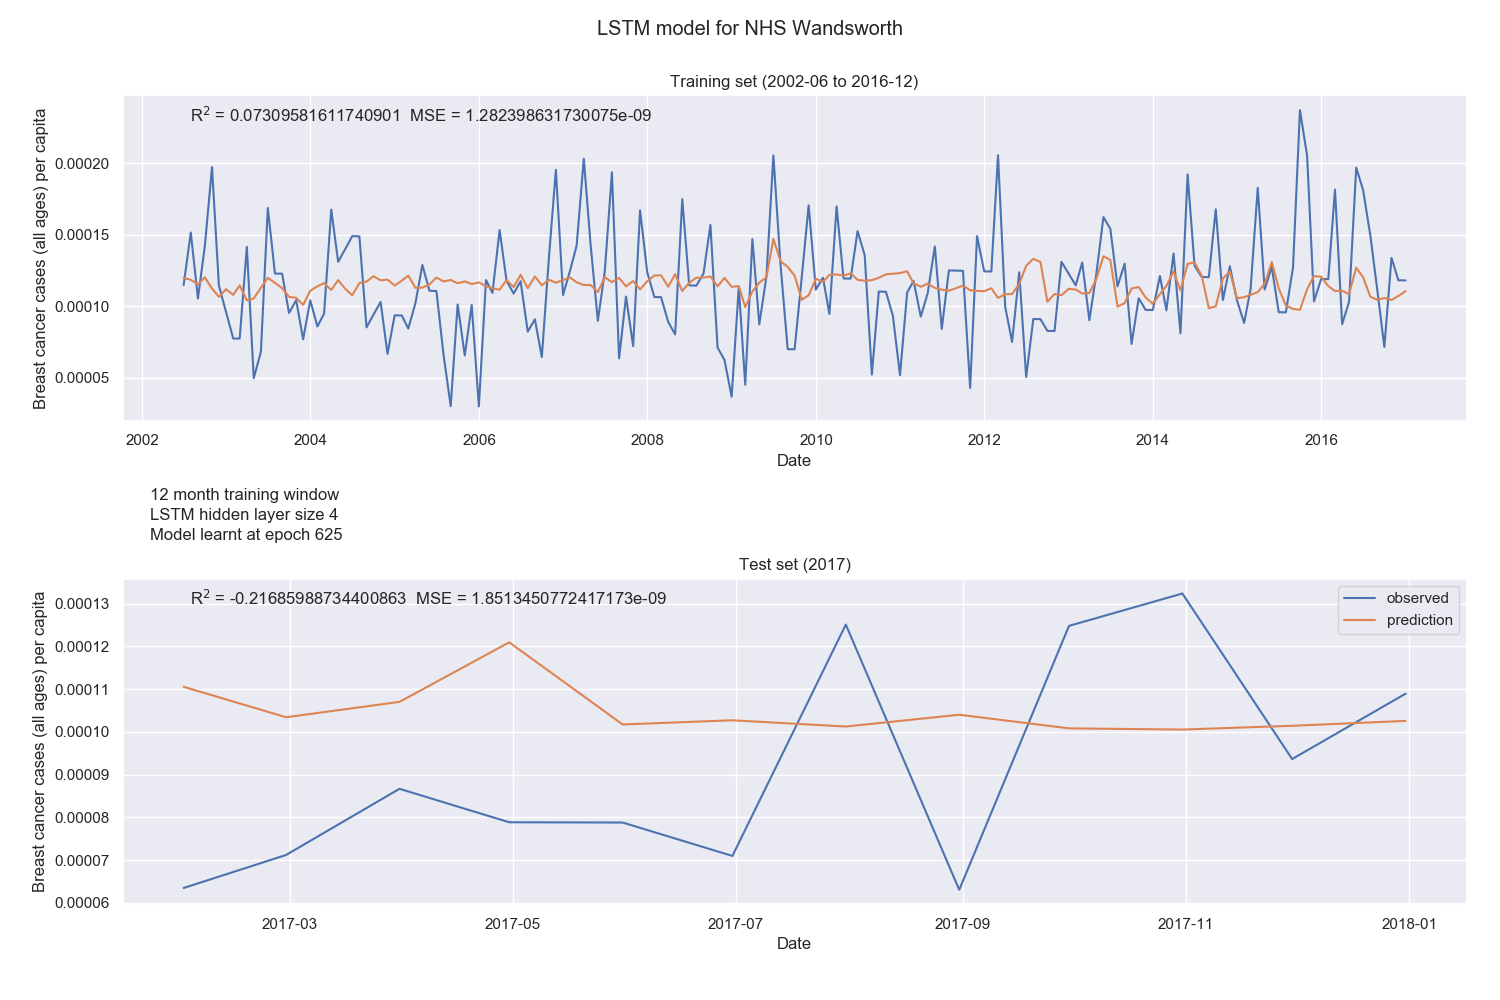 LSTM model for NHS Wandsworth
Training set (2002-06 to 2016-12)
R² = 0.07309581611740901 MSE = 1.282398631730075e-09
Breast cancer cases (all ages) per capita
0.00020
0.00015
0.00010
0.00005
2002 2004 2006 2008 2010 2012 2014 2016
Date
12 month training window
LSTM hidden layer size 4
Model learnt at epoch 625
Test set (2017)
R² = -0.21685988734400863 MSE = 1.8513450772417173e-09
observed
prediction
Breast cancer cases (all ages) per capita
0.00013
0.00012
0.00011
0.00010
0.00009
0.00008
0.00007
0.00006
2017-03 2017-05 2017-07 2017-09 2017-11 2018-01
Date